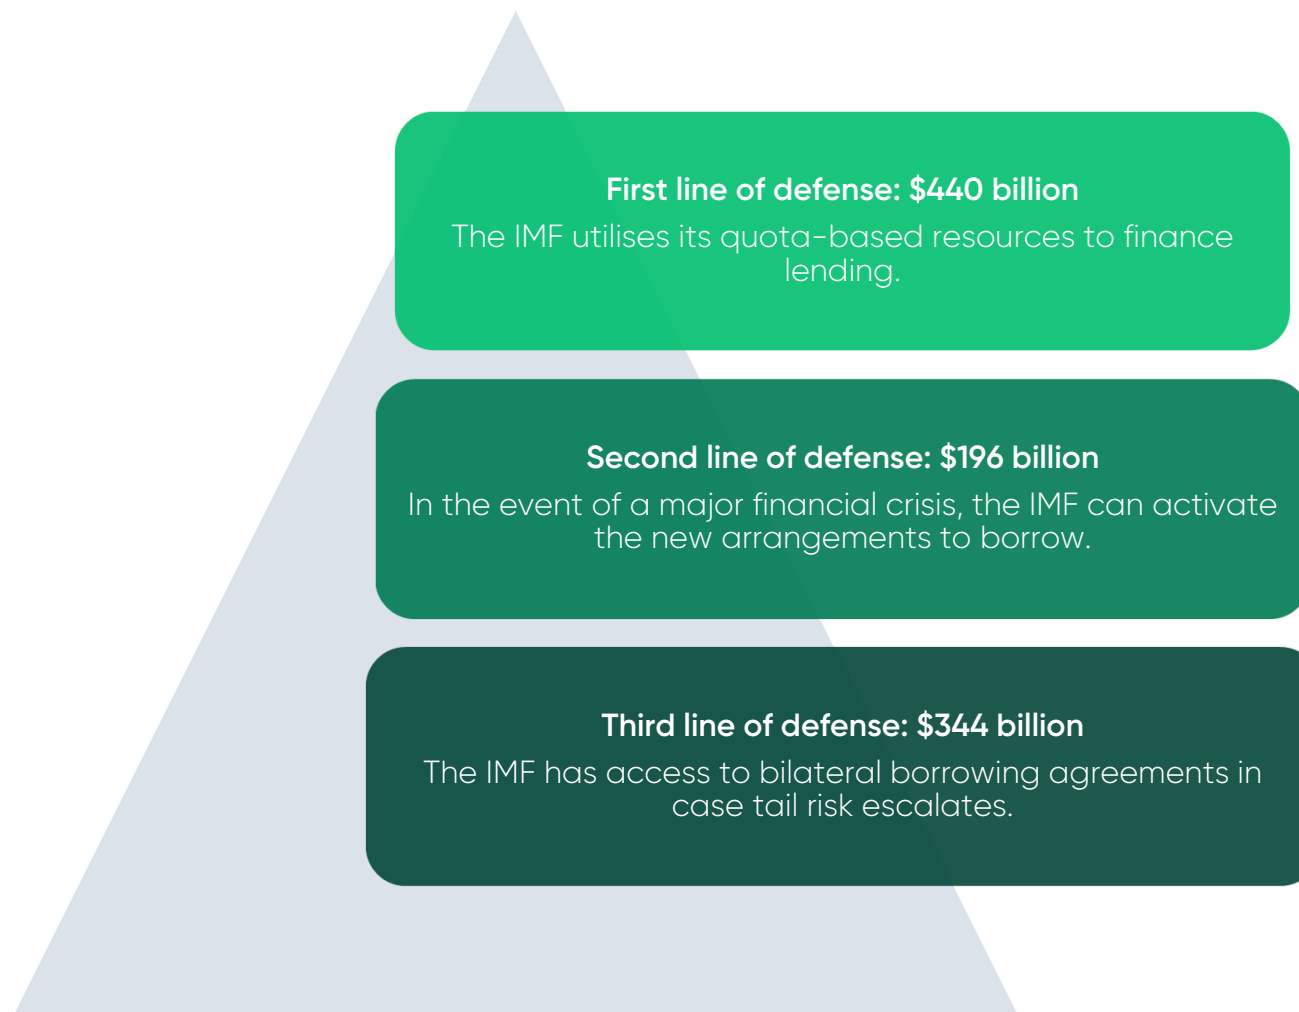 First line of defense: $440 billion
The IMF utilises its quota-based resources to finance
lending.
Second line of defense: $196 billion
In the event of a major financial crisis, the IMF can activate
the new arrangements to borrow.
Third line of defense: $344 billion
The IMF has access to bilateral borrowing agreements in
case tail risk escalates.